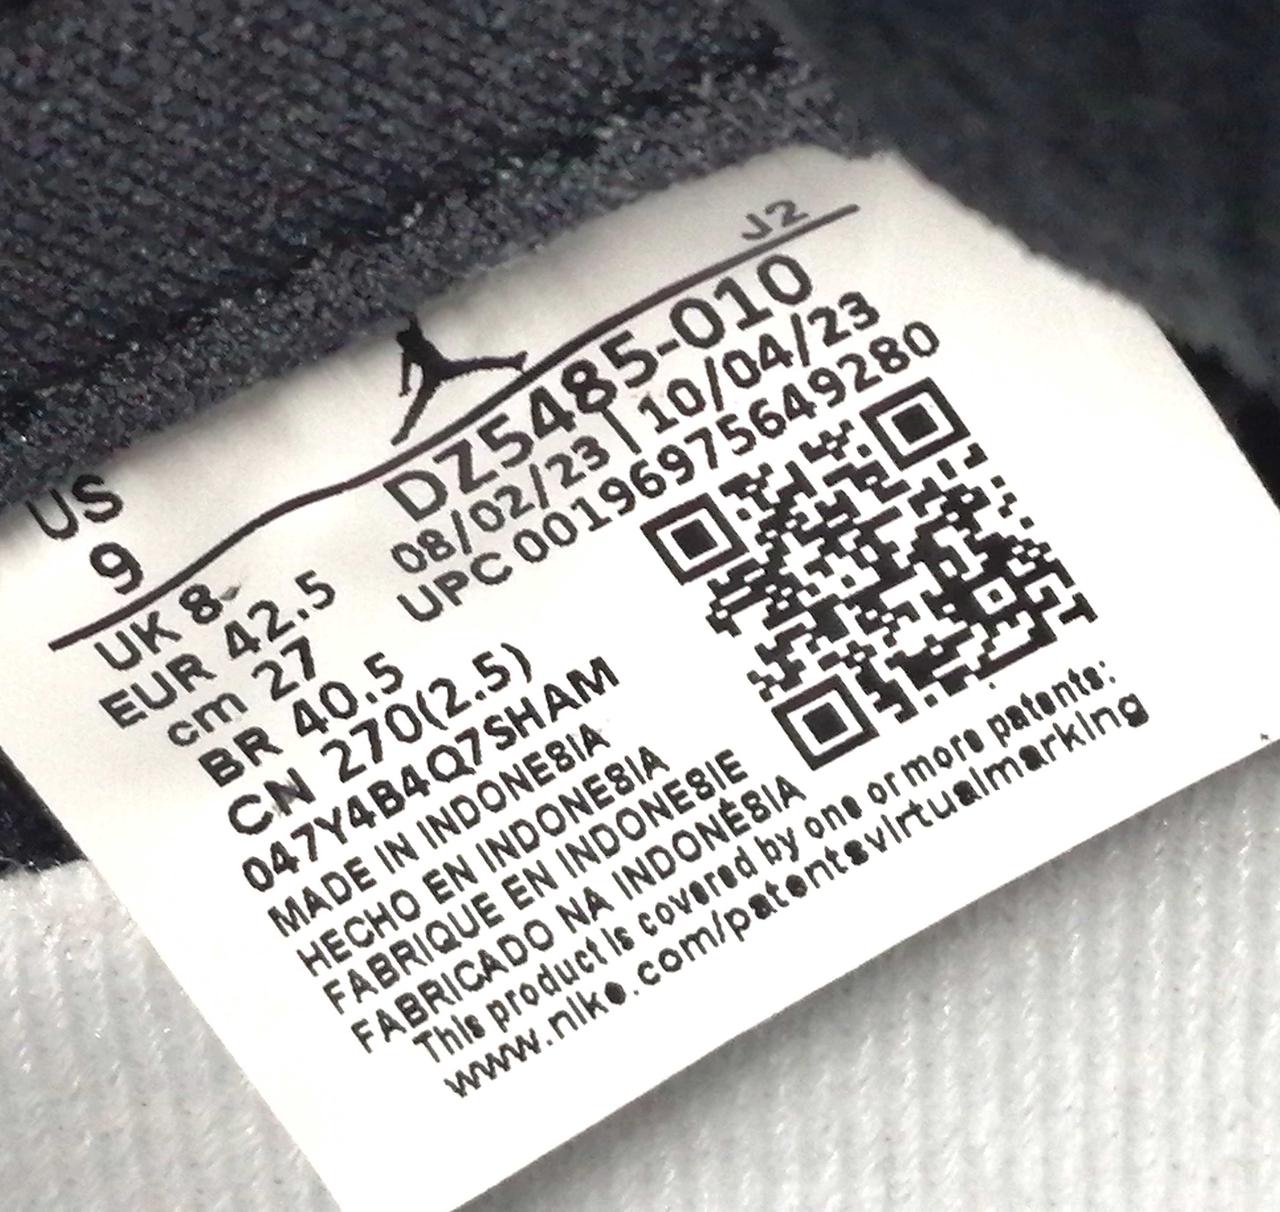 J2
US
9
DZ5485-010
08/02/23 | 10/04/23
UPC 00196975649280
UK 8
EUR 42.5
cm 27
BR 40.5
CN 270(2.5)
047Y4B4Q7SHAM
MADE IN INDONESIA
HECHO EN INDONESIA
FABRIQUE EN INDONESIE
FABRICADO NA INDONÉSIA
This product is covered by one or more patents:
www.nike.com/patentsvirtualmarking